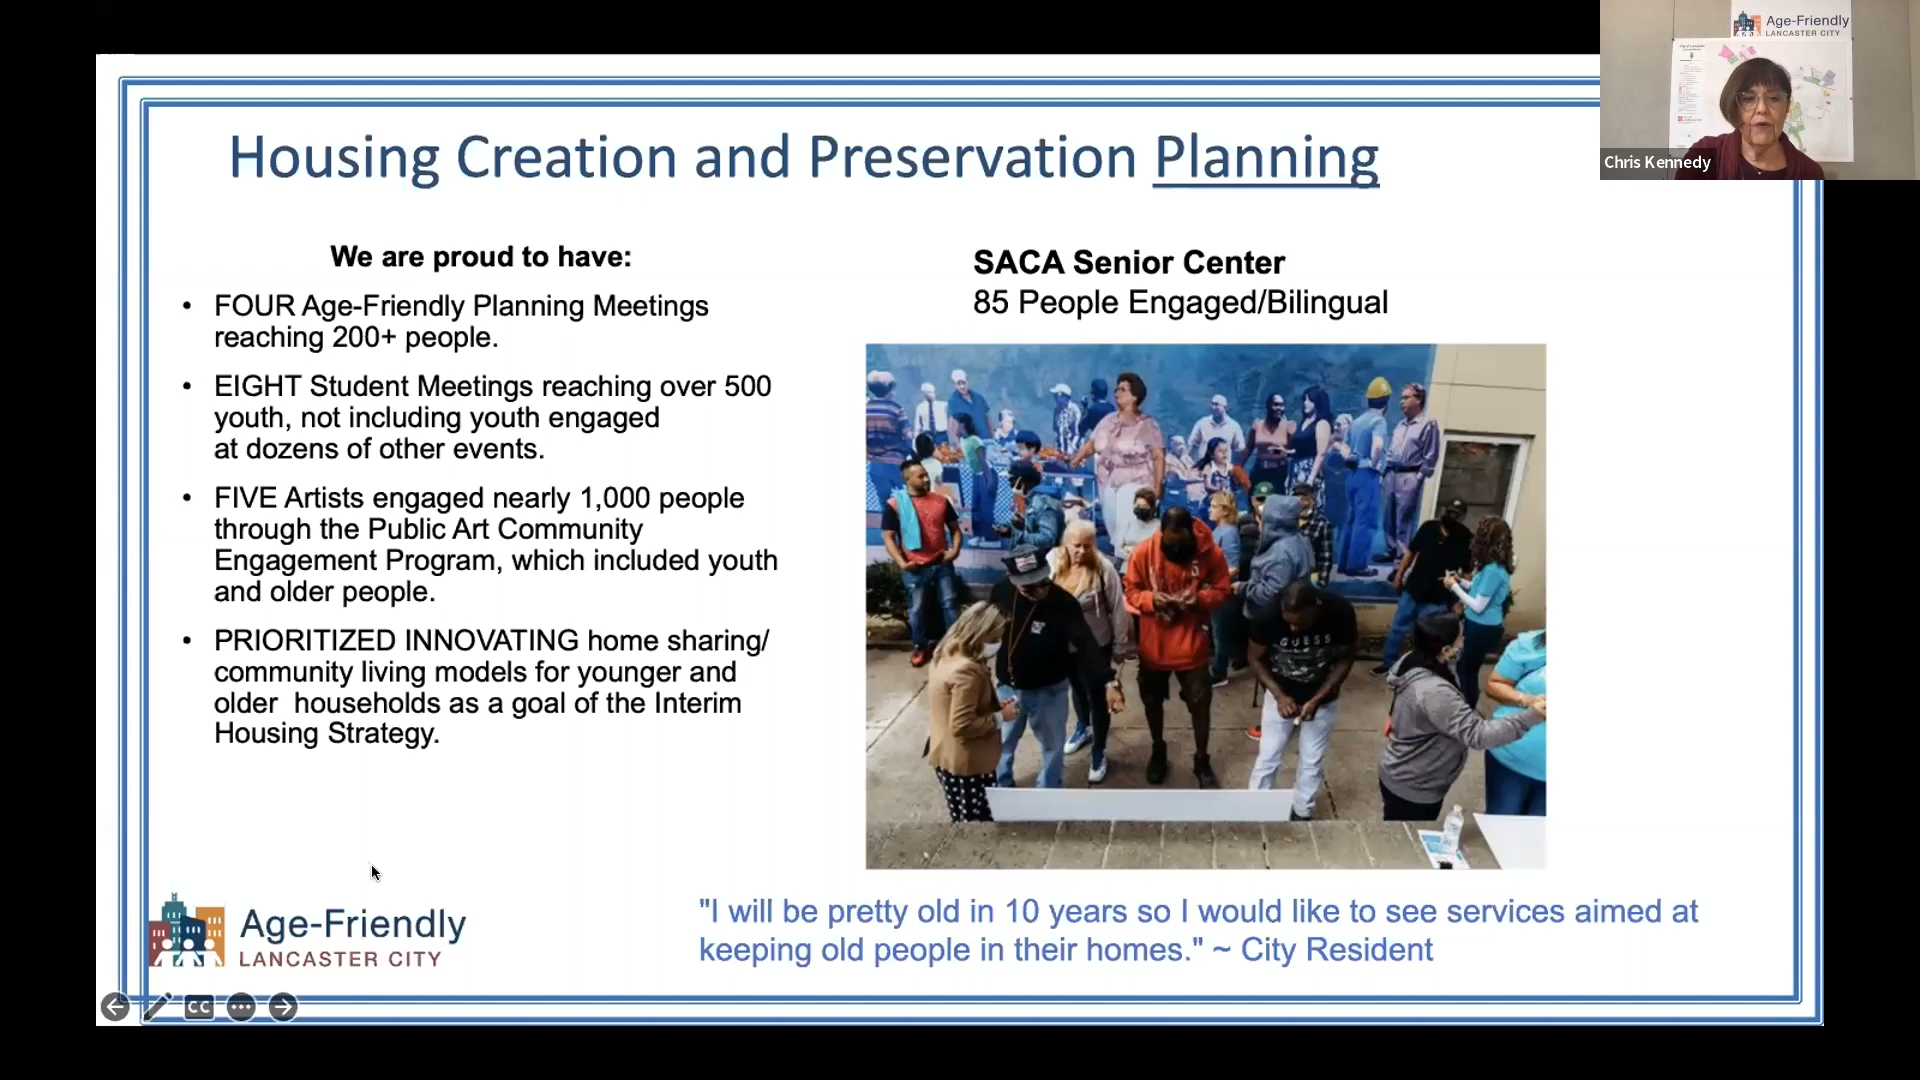 Age-Friendly
LANCASTER CITY
Chris Kennedy
Housing Creation and Preservation Planning
We are proud to have:
• FOUR Age-Friendly Planning Meetings
reaching 200+ people.
• EIGHT Student Meetings reaching over 500
youth, not including youth engaged
at dozens of other events.
• FIVE Artists engaged nearly 1,000 people
through the Public Art Community
Engagement Program, which included youth
and older people.
• PRIORITIZED INNOVATING home sharing/
community living models for younger and
older  households as a goal of the Interim
Housing Strategy.
SACA Senior Center
85 People Engaged/Bilingual
GUESS
"I will be pretty old in 10 years so I would like to see services aimed at
keeping old people in their homes." ~ City Resident
Age-Friendly
LANCASTER CITY
CC